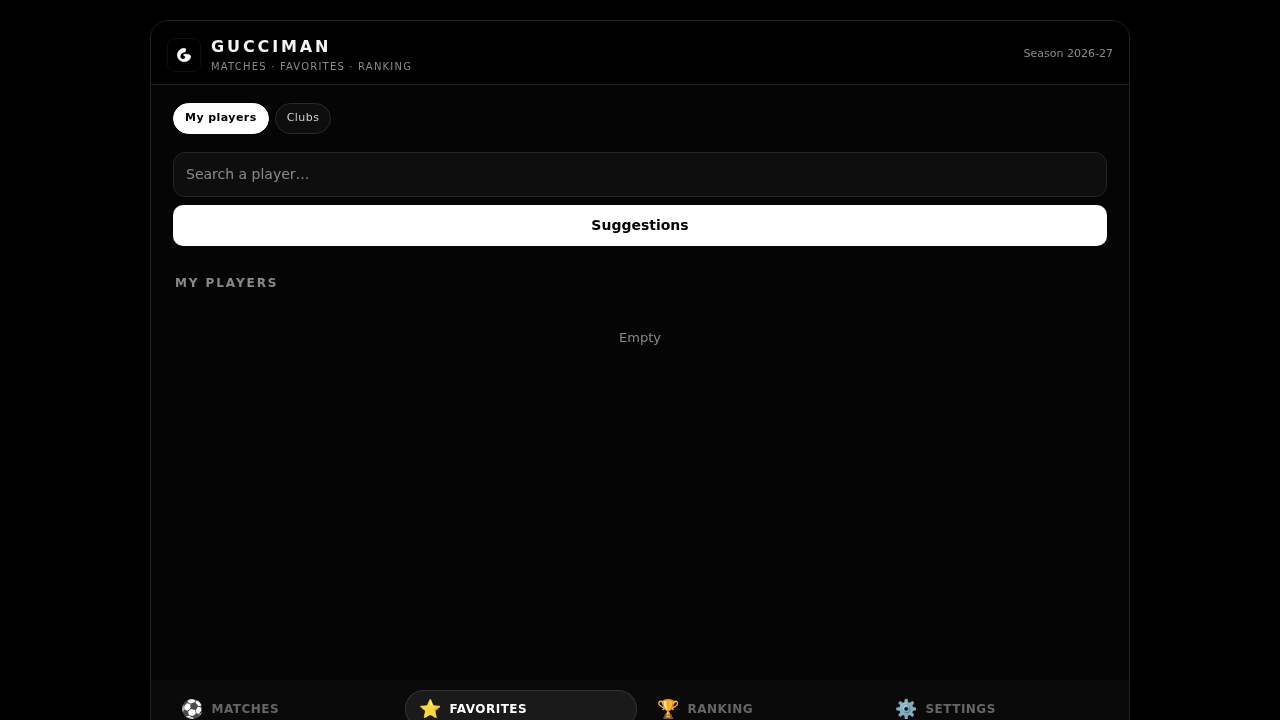 GUCCIMAN
MATCHES · FAVORITES · RANKING
Season 2026-27
My players
Clubs
Search a player...
Suggestions
MY PLAYERS
Empty
MATCHES
FAVORITES
RANKING
SETTINGS